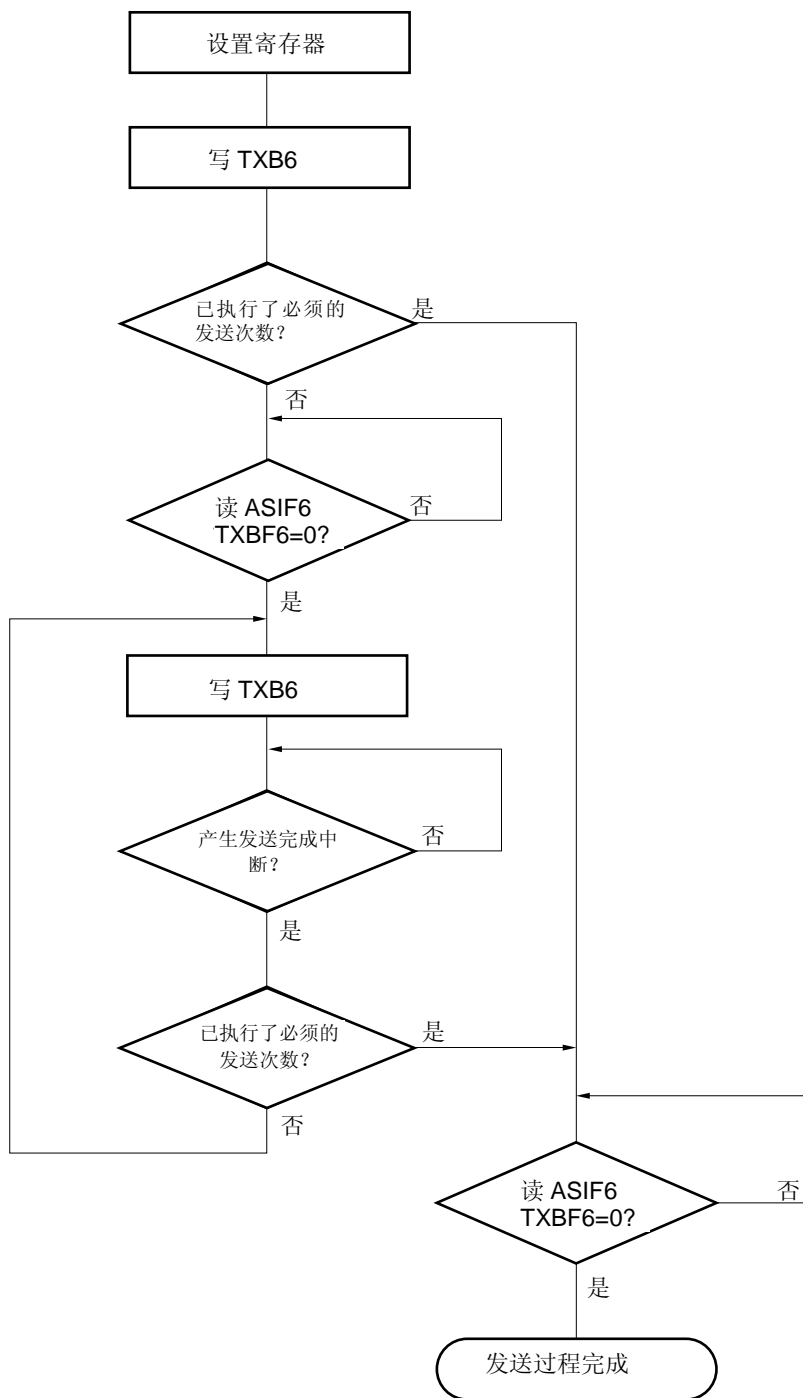 设置寄存器
写 TXB6
已执行了必须的
发送次数？
是
否
读 ASIF6
TXBF6=0?
否
是
写 TXB6
产生发送完成中
断？
否
是
已执行了必须的
发送次数？
是
否
读 ASIF6
TXBF6=0?
否
是
发送过程完成